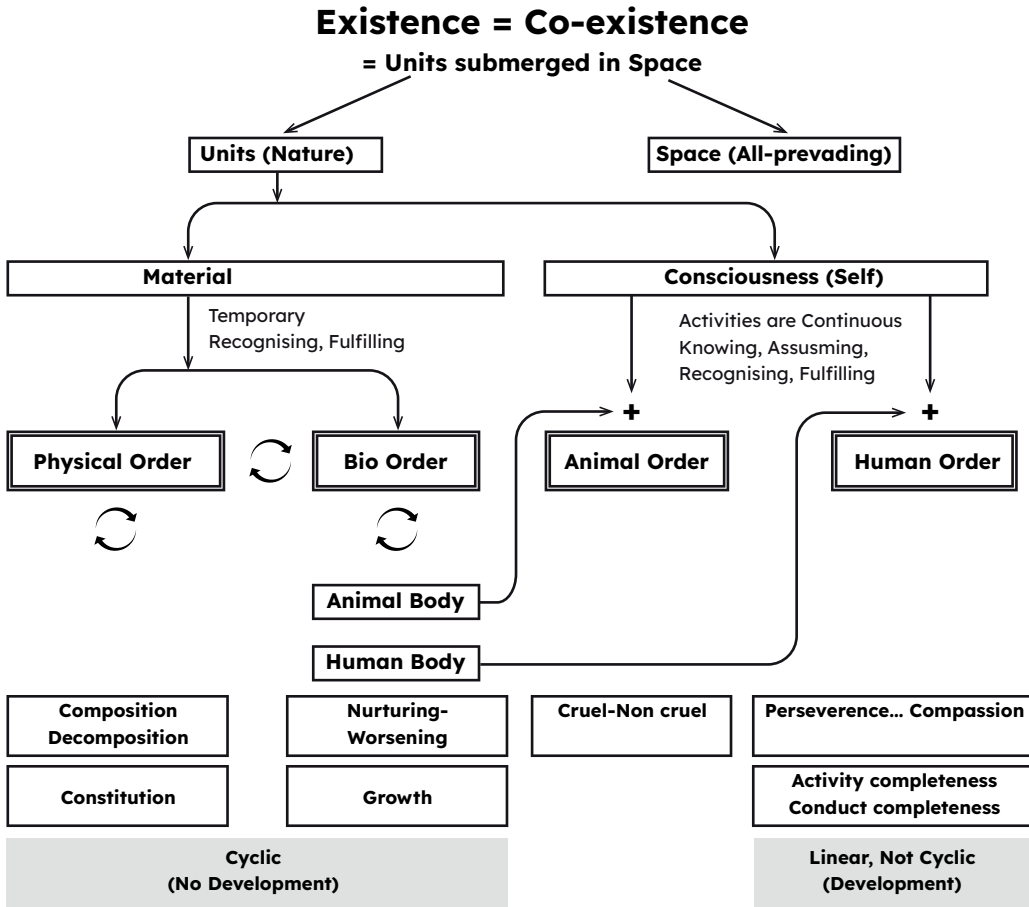 Existence = Co-existence
= Units submerged in Space
Units (Nature)
Space (All-prevading)
Material
Consciousness (Self)
Temporary
Recognising, Fulfilling
Activities are Continuous
Knowing, Assusming,
Recognising, Fulfilling
+
+
Physical Order
Bio Order
Animal Order
Human Order
Animal Body
Human Body
Composition
Decomposition
Nurturing-
Worsening
Cruel-Non cruel
Perseverence... Compassion
Constitution
Growth
Activity completeness
Conduct completeness
Cyclic
(No Development)
Linear, Not Cyclic
(Development)